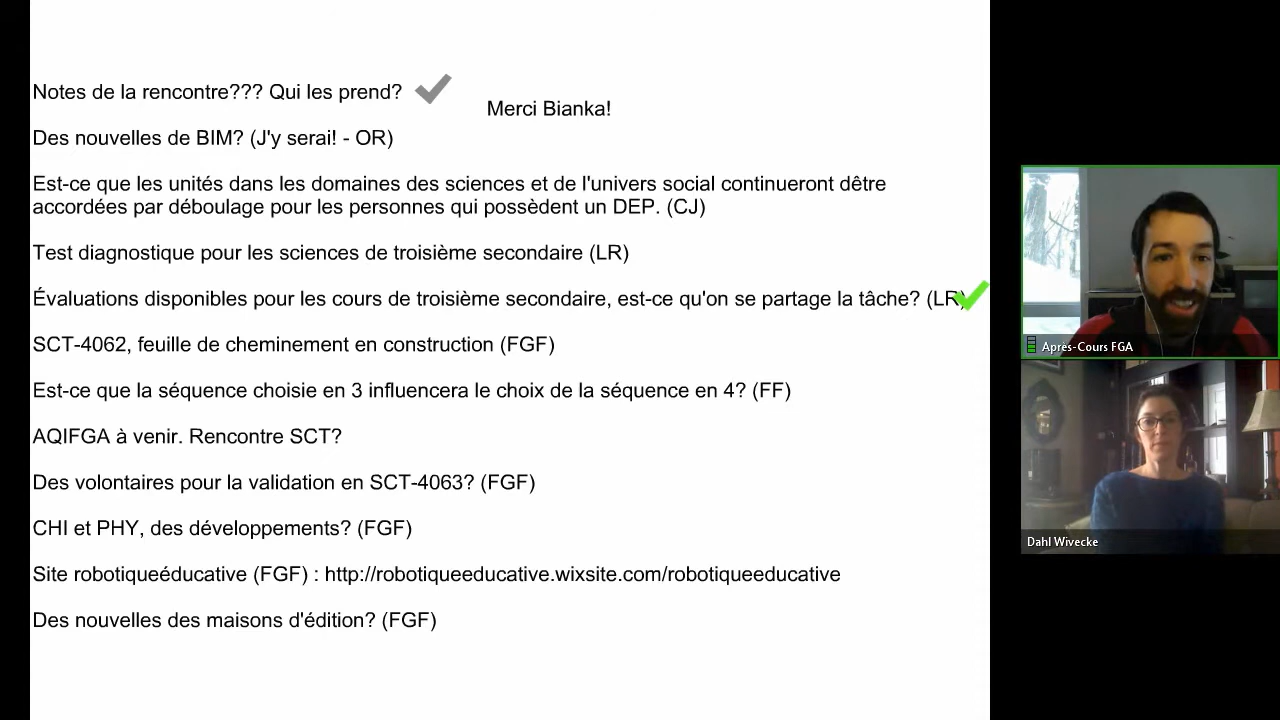 Notes de la rencontre??? Qui les prend?
Merci Bianka!
Des nouvelles de BIM? (J'y serai! - OR)
Est-ce que les unités dans les domaines des sciences et de l'univers social continueront dêtre
accordées par déboulage pour les personnes qui possèdent un DEP. (CJ)
Test diagnostique pour les sciences de troisième secondaire (LR)
Évaluations disponibles pour les cours de troisième secondaire, est-ce qu'on se partage la tâche? (LR)
SCT-4062, feuille de cheminement en construction (FGF)
Est-ce que la séquence choisie en 3 influencera le choix de la séquence en 4? (FF)
AQIFGA à venir. Rencontre SCT?
Des volontaires pour la validation en SCT-4063? (FGF)
CHI et PHY, des développements? (FGF)
Site robotiqueéducative (FGF) : http://robotiqueeducative.wixsite.com/robotiqueeducative
Des nouvelles des maisons d'édition? (FGF)
Après-Cours FGA
Dahl Wivecke